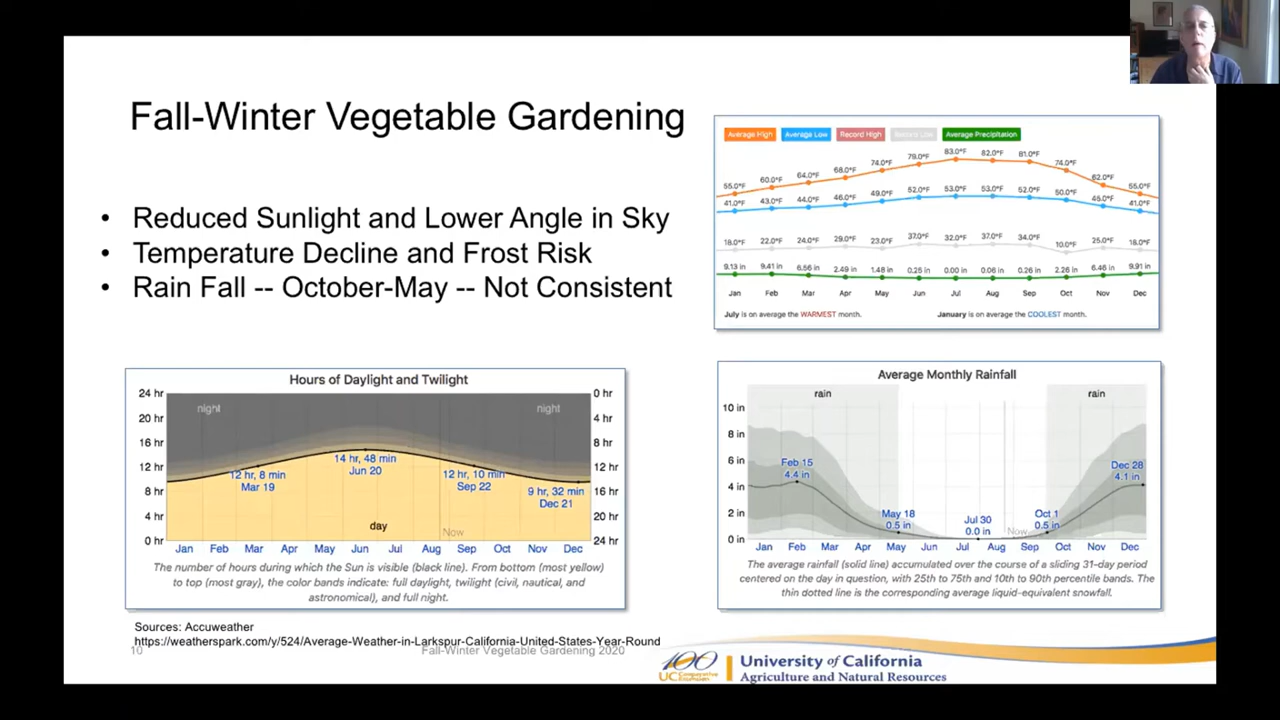 Fall-Winter Vegetable Gardening
• Reduced Sunlight and Lower Angle in Sky
• Temperature Decline and Frost Risk
• Rain Fall -- October-May -- Not Consistent
Average High Average Low Record High Record Low Average Precipitation
55.0°F 60.0°F 64.0°F 68.0°F 74.0°F 79.0°F 83.0°F 82.0°F 81.0°F 74.0°F 62.0°F 55.0°F
41.0°F 43.0°F 44.0°F 46.0°F 49.0°F 52.0°F 53.0°F 53.0°F 52.0°F 50.0°F 45.0°F 41.0°F
18.0°F 22.0°F 24.0°F 29.0°F 23.0°F 37.0°F 32.0°F 37.0°F 34.0°F 10.0°F 25.0°F 18.0°F
9.13 in 9.41 in 6.56 in 2.49 in 1.48 in 0.25 in 0.00 in 0.06 in 0.26 in 2.26 in 6.46 in 9.91 in
Jan Feb Mar Apr May Jun Jul Aug Sep Oct Nov Dec
July is on average the WARMEST month. January is on average the COOLEST month.
Hours of Daylight and Twilight
24 hr 0 hr
night night
20 hr 4 hr
16 hr 8 hr
14 hr, 48 min
Jun 20
12 hr 12 hr
12 hr, 8 min
Mar 19
12 hr, 10 min
Sep 22
8 hr 16 hr
9 hr, 32 min
Dec 21
4 hr 20 hr
day
Now
0 hr 24 hr
Jan Feb Mar Apr May Jun Jul Aug Sep Oct Nov Dec
The number of hours during which the Sun is visible (black line). From bottom (most yellow)
to top (most gray), the color bands indicate: full daylight, twilight (civil, nautical, and
astronomical), and full night.
Average Monthly Rainfall
rain rain
10 in
8 in
6 in
Feb 15
4.4 in
Dec 28
4.1 in
4 in
2 in
May 18
0.5 in
Jul 30
0.0 in
Now
Oct 1
0.5 in
0 in
Jan Feb Mar Apr May Jun Jul Aug Sep Oct Nov Dec
The average rainfall (solid line) accumulated over the course of a sliding 31-day period
centered on the day in question, with 25th to 75th and 10th to 90th percentile bands. The
thin dotted line is the corresponding average liquid-equivalent snowfall.
Sources: Accuweather
https://weatherspark.com/y/524/Average-Weather-in-Larkspur-California-United-States-Year-Round
10 Fall-Winter Vegetable Gardening 2020
100
UC Cooperative Extension
University of California
Agriculture and Natural Resources